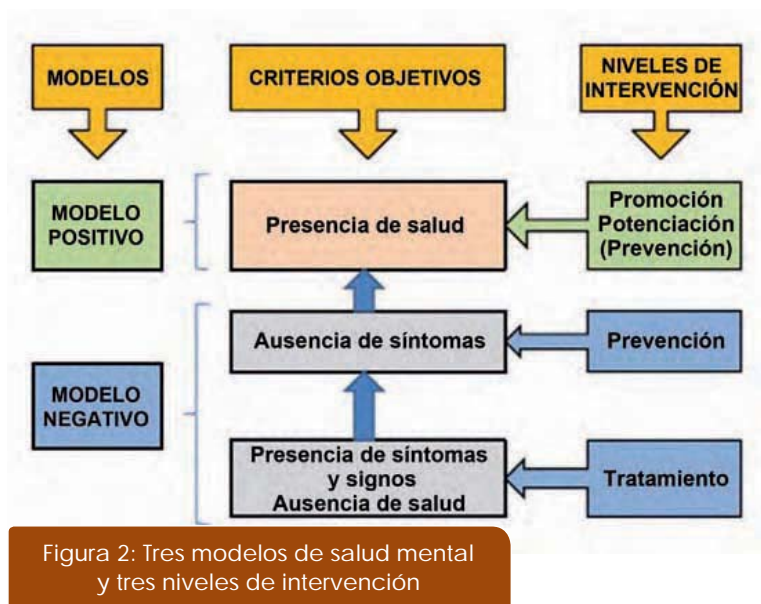 MODELOS
CRITERIOS OBJETIVOS
NIVELES DE
INTERVENCIÓN
MODELO
POSITIVO
Presencia de salud
Promoción
Potenciación
(Prevención)
MODELO
NEGATIVO
Ausencia de síntomas
Prevención
Presencia de síntomas
y signos
Ausencia de salud
Tratamiento
Figura 2: Tres modelos de salud mental
y tres niveles de intervención